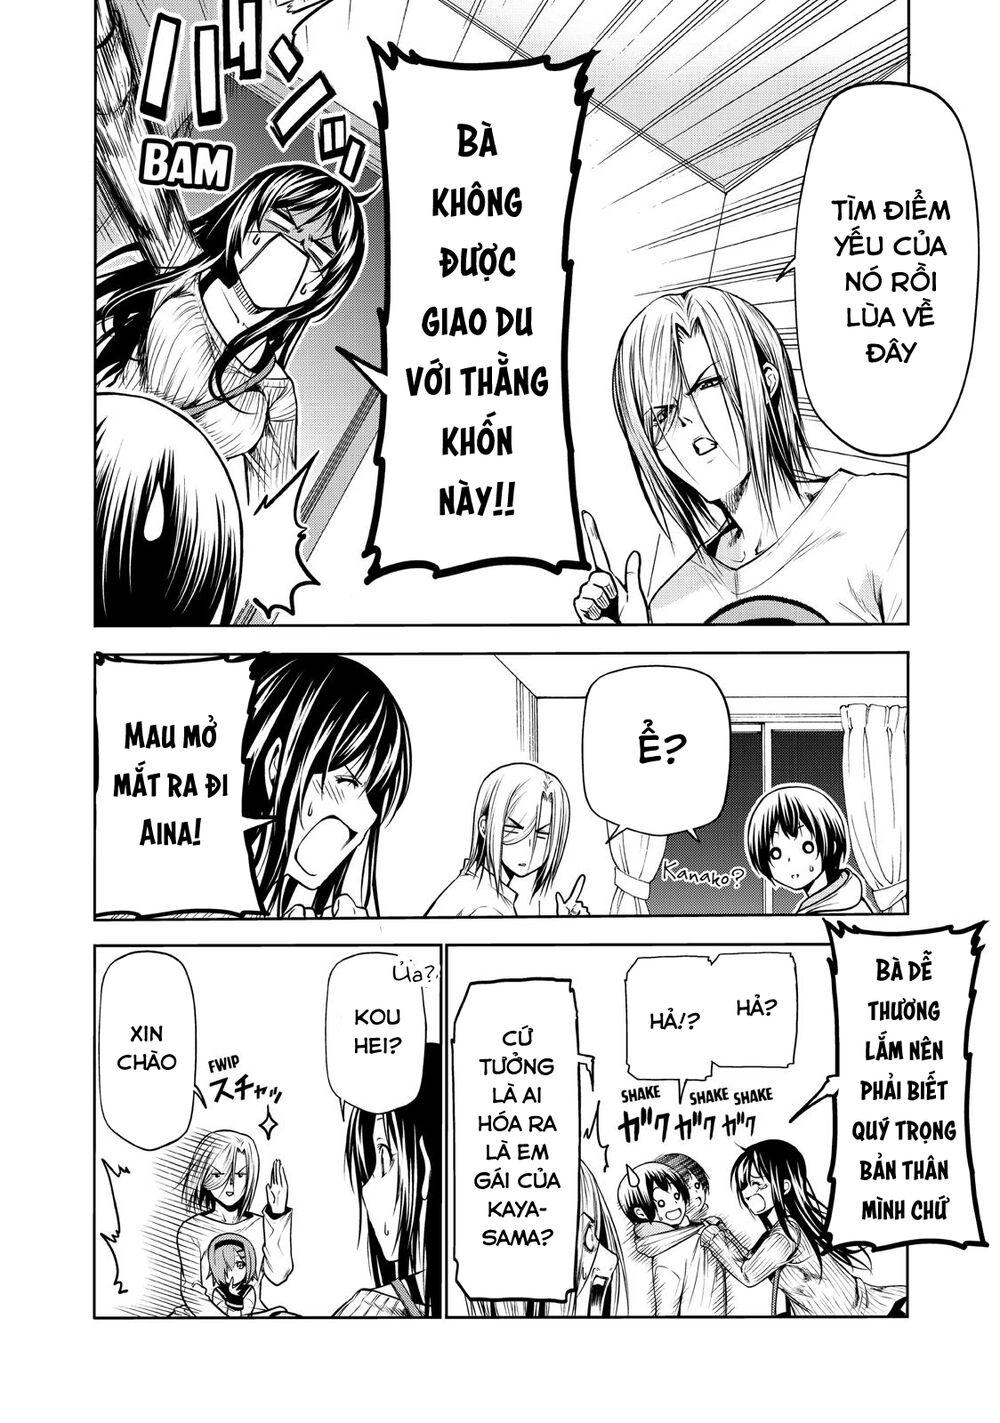 TÌM ĐIỂM
YẾU CỦA
NÓ RỒI
LÙA VỀ
ĐÂY
BÀ
KHÔNG
ĐƯỢC
GIAO DU
VỚI THẰNG
KHỐN
NÀY!!
BAM
MAU MỞ
MẮT RA ĐI
AINA!
Ể?
Kanako?
BÀ DỄ
THƯƠNG
LẮM NÊN
PHẢI BIẾT
QUÝ TRỌNG
BẢN THÂN
MÌNH CHỨ
HẢ!?
HẢ?
SHAKE
SHAKE SHAKE
ガクガクガク
CỨ
TƯỞNG
LÀ AI
HÓA RA
LÀ EM
GÁI CỦA
KAYA-
SAMA?
Ủa?
KOU
HEI?
XIN
CHÀO
FWIP
スチャッ